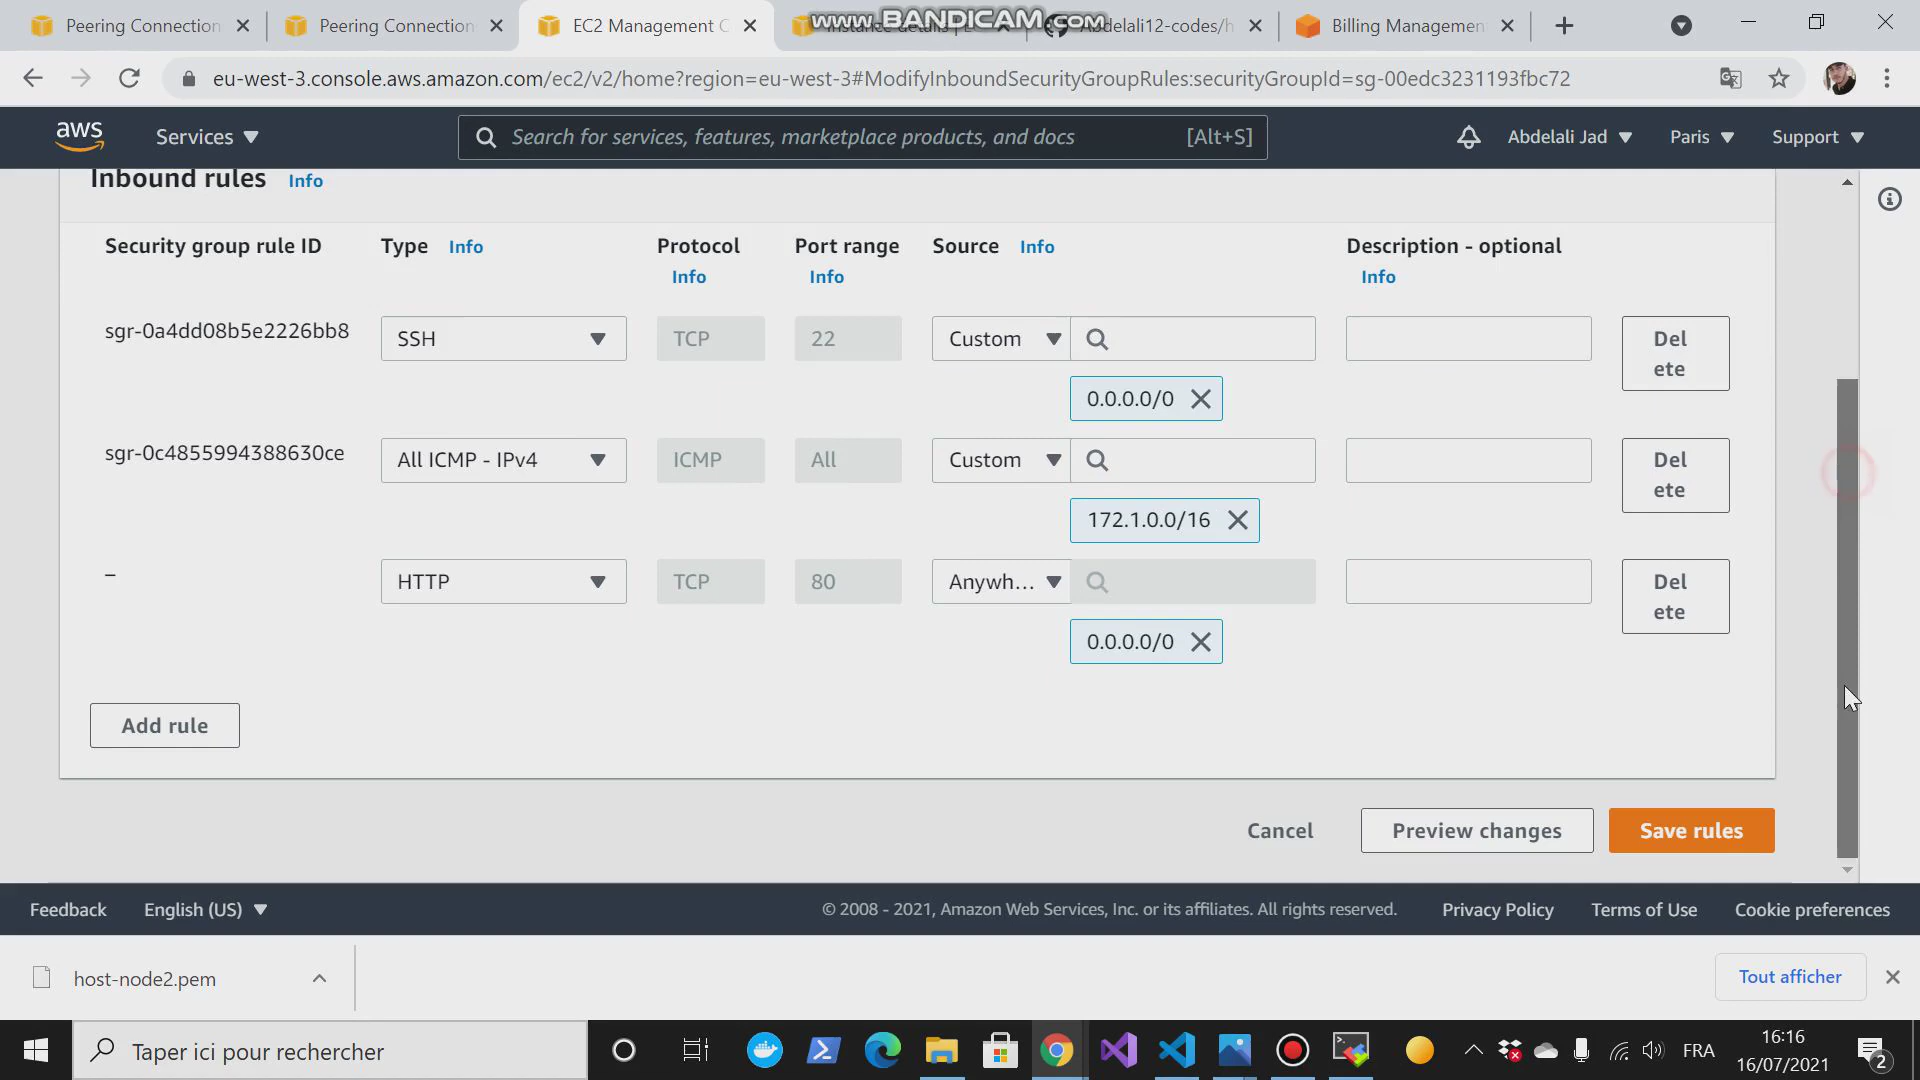 Peering Connection
Peering Connection
EC2 Management C
Instance details | E
Abdelali12-codes/h
Billing Management
www.BANDICAM.com
eu-west-3.console.aws.amazon.com/ec2/v2/home?region=eu-west-3#ModifyInboundSecurityGroupRules:securityGroupId=sg-00edc3231193fbc72
aws
Services
Search for services, features, marketplace products, and docs
[Alt+S]
Abdelali Jad
Paris
Support
Inbound rules Info
Security group rule ID
Type Info
Protocol
Info
Port range
Info
Source Info
Description - optional
Info
sgr-0a4dd08b5e2226bb8
SSH
TCP
22
Custom
0.0.0.0/0
Del
ete
sgr-0c4855994388630ce
All ICMP - IPv4
ICMP
All
Custom
172.1.0.0/16
Del
ete
–
HTTP
TCP
80
Anywh...
0.0.0.0/0
Del
ete
Add rule
Cancel
Preview changes
Save rules
Feedback
English (US)
© 2008 - 2021, Amazon Web Services, Inc. or its affiliates. All rights reserved.
Privacy Policy
Terms of Use
Cookie preferences
host-node2.pem
Tout afficher
Taper ici pour rechercher
FRA
16:16
16/07/2021
2